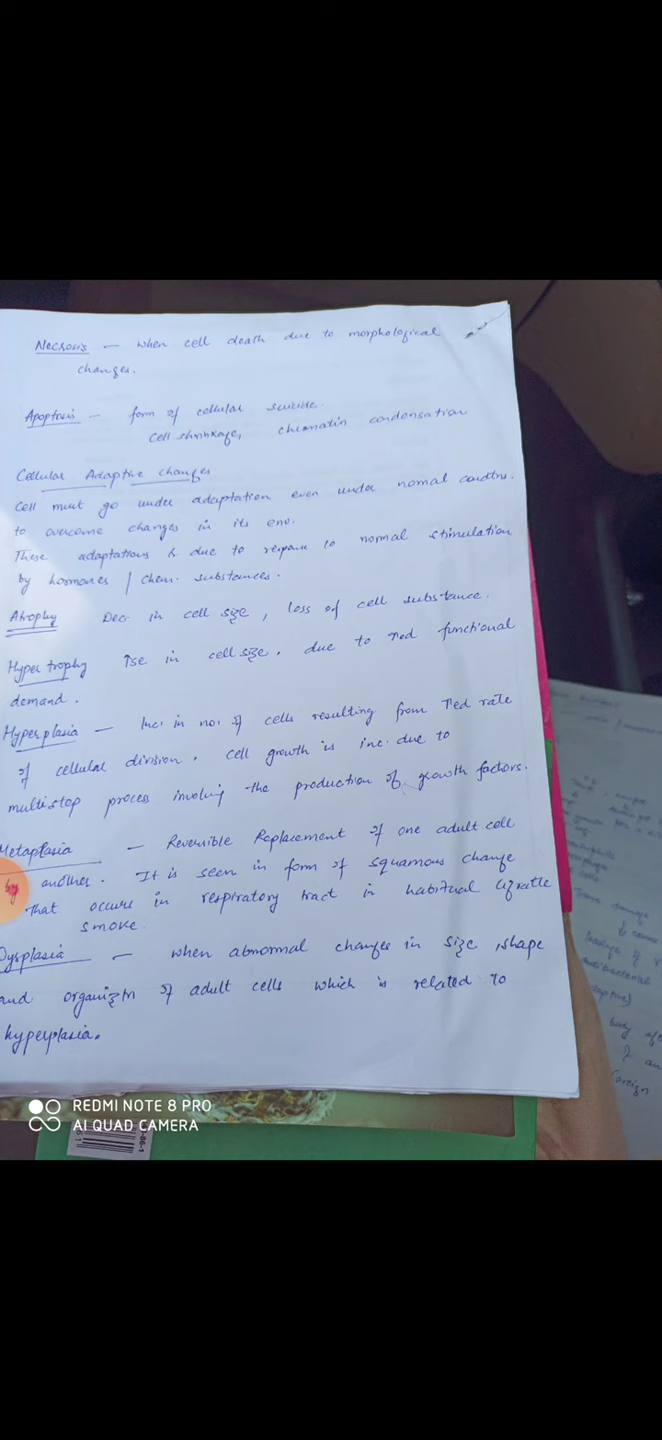 Necrosis - when cell death due to morphological
changes.
Apoptosis - form of cellular suicide.
cell shrinkage, chromatin condensation
Cellular Adaptive changes
Cell must go under adaptation even under normal condtns.
to overcome changes in its env.
These adaptations is due to response to normal stimulation
by hormones / chem. substances.
Atrophy Dec. in cell size, loss of cell substance.
Hypertrophy ↑se in cell size, due to ↑ed functional
demand.
Hyperplasia - Inc. in no. of cells resulting from ↑ed rate
of cellular division. cell growth is inc. due to
multistep process involving the production of growth factors.
Metaplasia - Reversible Replacement of one adult cell
by another. It is seen in form of squamous change
that occurs in respiratory tract in habitual cigratte
smoke.
Dysplasia - when abnormal changes in size, shape
and organiztn of adult cells which is related to
hyperplasia.
REDMI NOTE 8 PRO
AI QUAD CAMERA